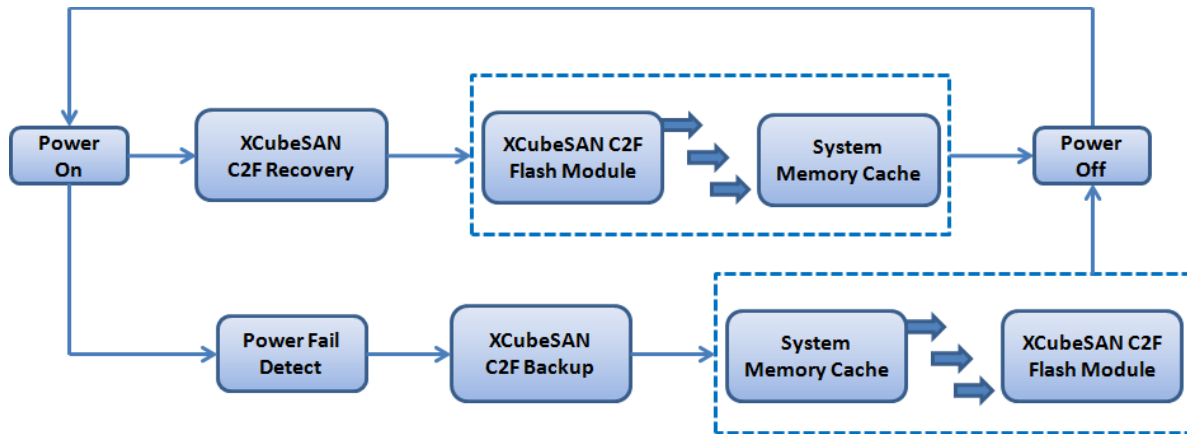 Power
On
XCubeSAN
C2F Recovery
XCubeSAN C2F
Flash Module
System
Memory Cache
Power
Off
Power Fail
Detect
XCubeSAN
C2F Backup
System
Memory Cache
XCubeSAN C2F
Flash Module